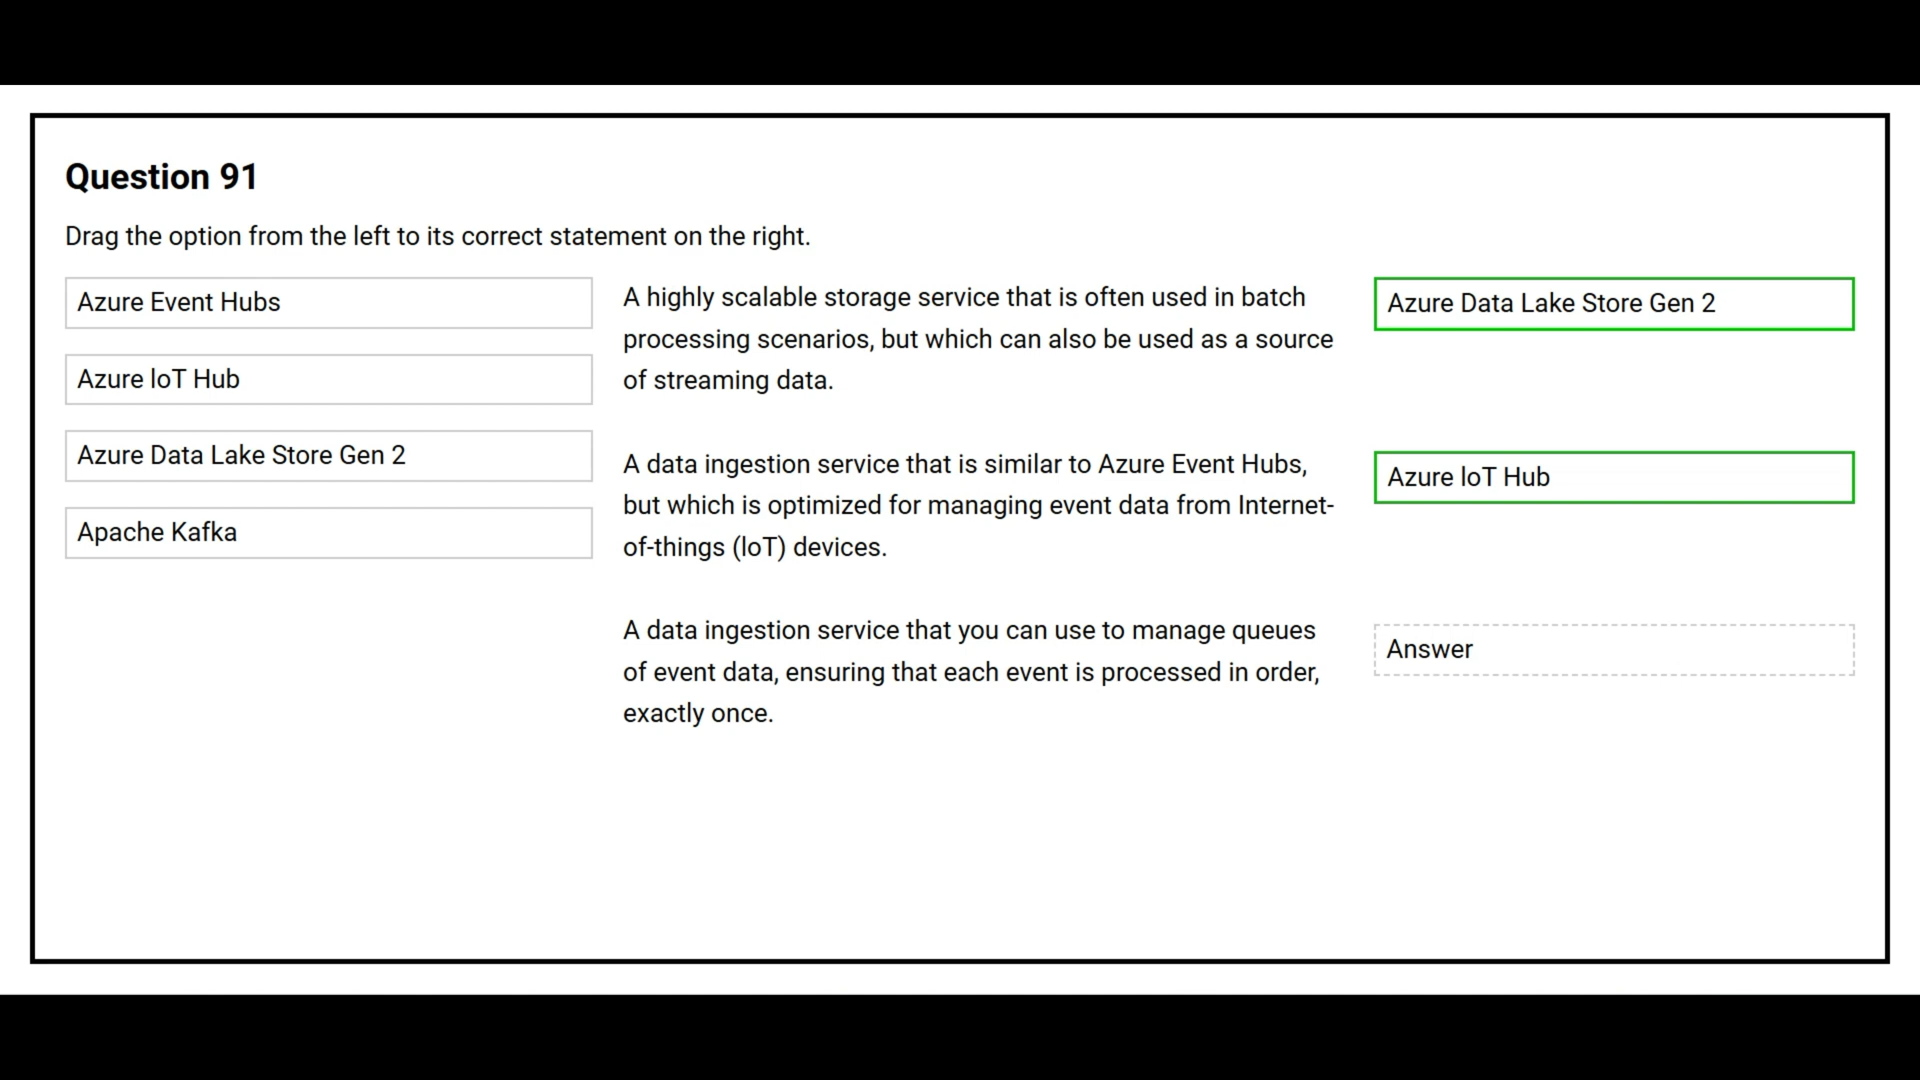 Question 91
Drag the option from the left to its correct statement on the right.
Azure Event Hubs
Azure IoT Hub
Azure Data Lake Store Gen 2
Apache Kafka
A highly scalable storage service that is often used in batch
processing scenarios, but which can also be used as a source
of streaming data.
Azure Data Lake Store Gen 2
A data ingestion service that is similar to Azure Event Hubs,
but which is optimized for managing event data from Internet-
of-things (IoT) devices.
Azure IoT Hub
A data ingestion service that you can use to manage queues
of event data, ensuring that each event is processed in order,
exactly once.
Answer